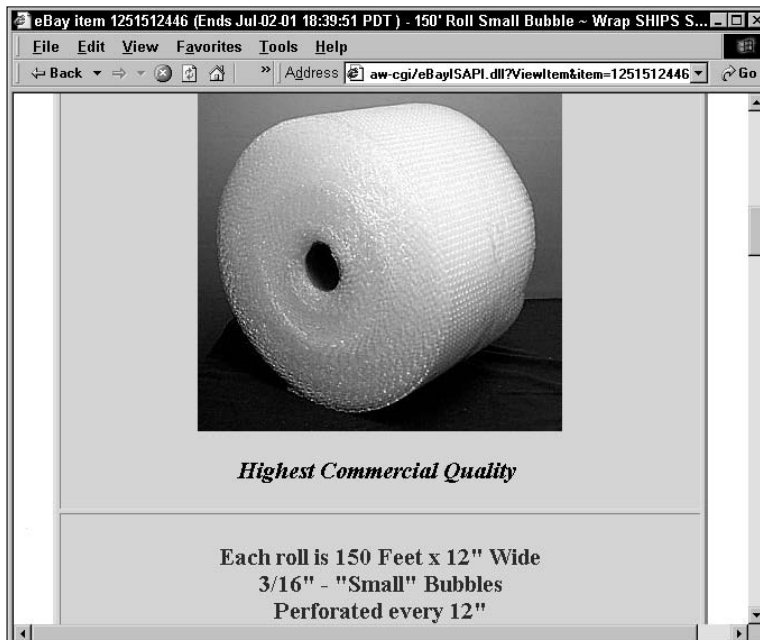 eBay item 1251512446 (Ends Jul-02-01 18:39:51 PDT ) - 150' Roll Small Bubble ~ Wrap SHIPS S...
File Edit View Favorites Tools Help
Back » Address aw-cgi/eBayISAPI.dll?ViewItem&item=1251512446 Go
Highest Commercial Quality
Each roll is 150 Feet x 12" Wide
3/16" - "Small" Bubbles
Perforated every 12"